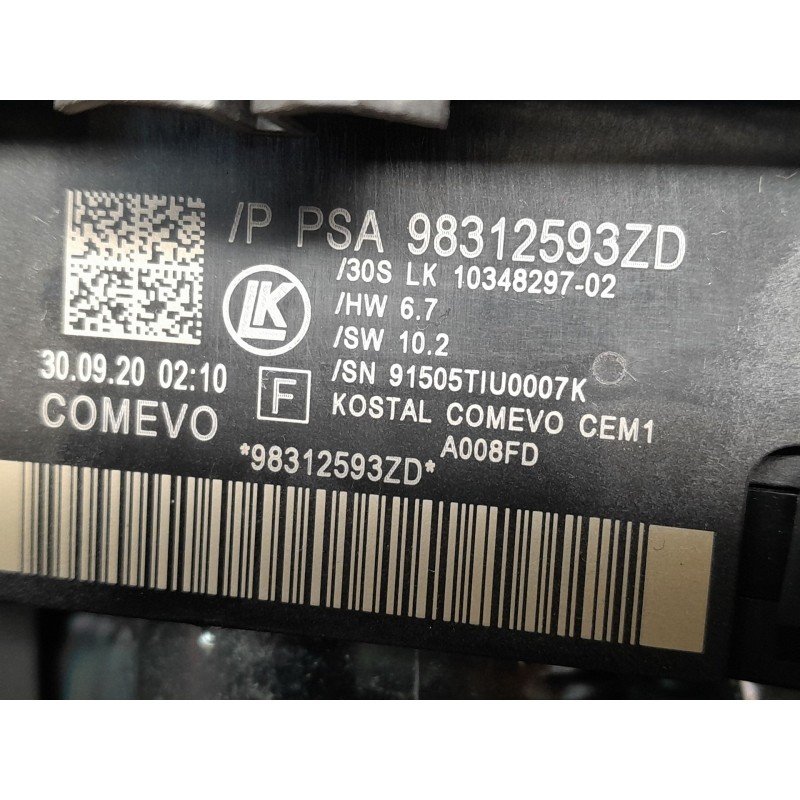 /P PSA 98312593ZD
/30S LK 10348297-02
LK
/HW 6.7
/SW 10.2
/SN 91505TIU0007K
30.09.20 02:10
F
KOSTAL COMEVO CEM1
COMEVO
A008FD
*98312593ZD*